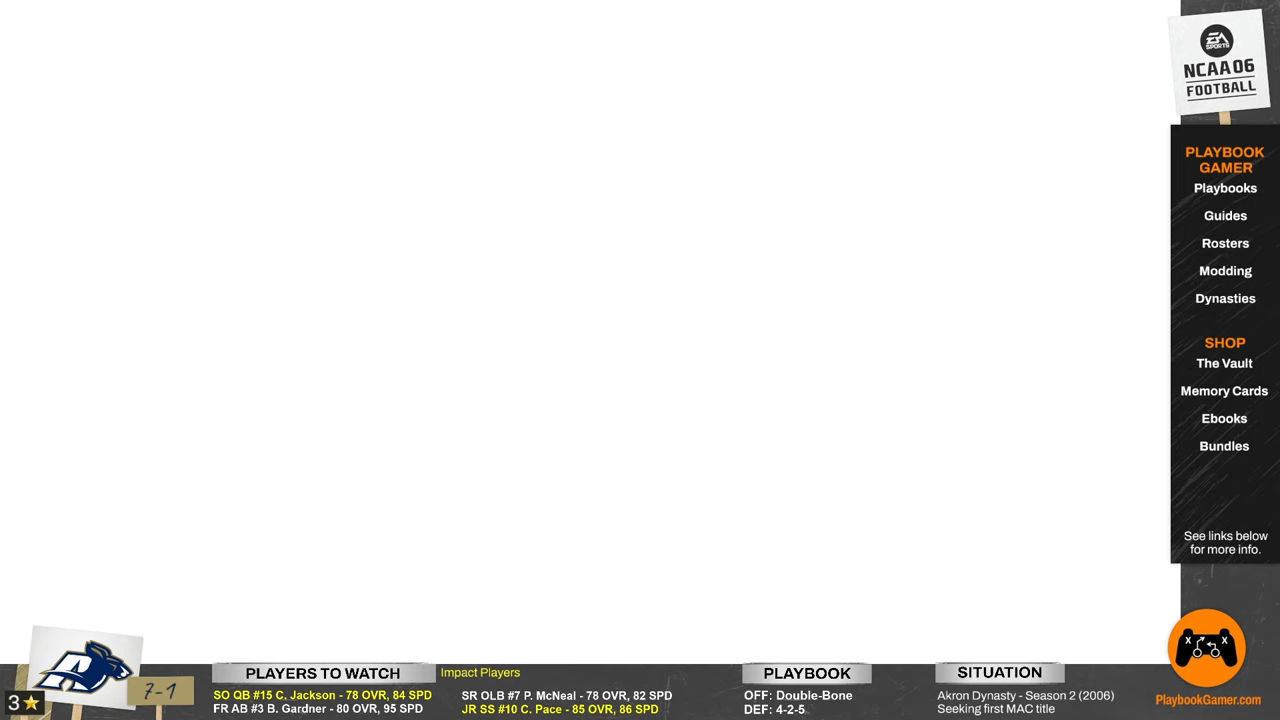 EA
SPORTS
NCAA 06
FOOTBALL
PLAYBOOK
GAMER
Playbooks
Guides
Rosters
Modding
Dynasties
SHOP
The Vault
Memory Cards
Ebooks
Bundles
See links below
for more info.
X X
PlaybookGamer.com
3★
7-1
PLAYERS TO WATCH
Impact Players
SO QB #15 C. Jackson - 78 OVR, 84 SPD
FR AB #3 B. Gardner - 80 OVR, 95 SPD
SR OLB #7 P. McNeal - 78 OVR, 82 SPD
JR SS #10 C. Pace - 85 OVR, 86 SPD
PLAYBOOK
OFF: Double-Bone
DEF: 4-2-5
SITUATION
Akron Dynasty - Season 2 (2006)
Seeking first MAC title